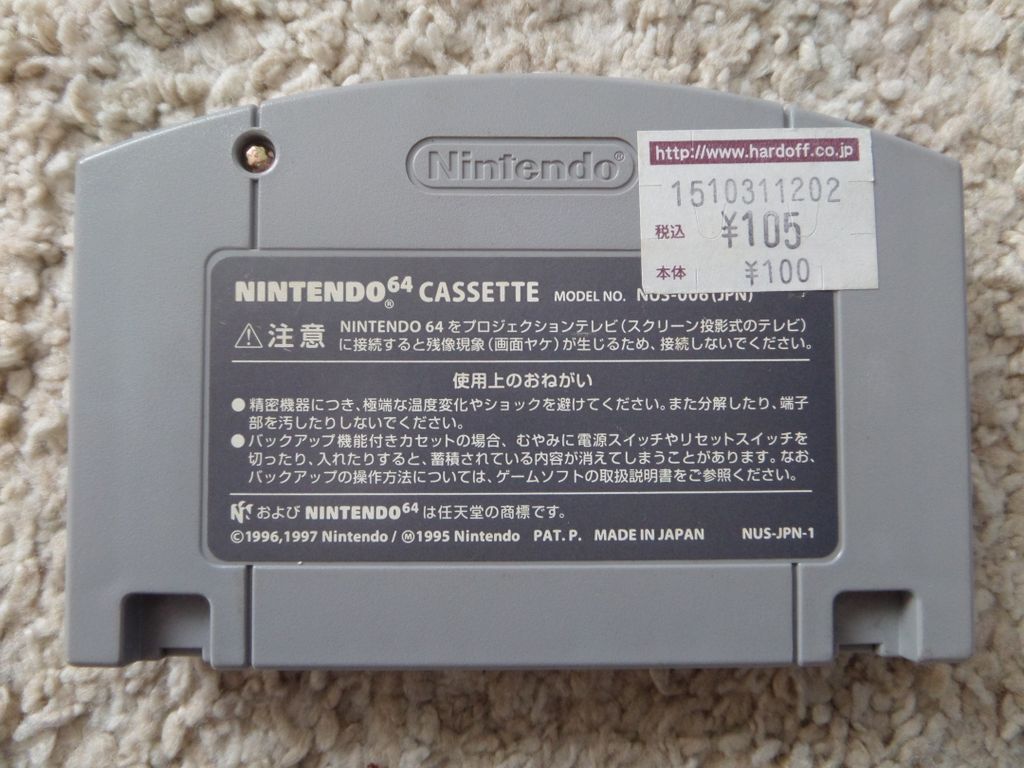 Nintendo®
http://www.hardoff.co.jp
1510311202
税込 ¥105
本体 ¥100
NINTENDO64® CASSETTE MODEL NO. NUS-006(JPN)
注意 NINTENDO 64 をプロジェクションテレビ(スクリーン投影式のテレビ)
に接続すると残像現象(画面ヤケ)が生じるため、接続しないでください。
使用上のおねがい
●精密機器につき、極端な温度変化やショックを避けてください。また分解したり、端子
部を汚したりしないでください。
●バックアップ機能付きカセットの場合、むやみに電源スイッチやリセットスイッチを
切ったり、入れたりすると、蓄積されている内容が消えてしまうことがあります。なお、
バックアップの操作方法については、ゲームソフトの取扱説明書をご参照ください。
および NINTENDO64 は任天堂の商標です。
©1996,1997 Nintendo/Ⓜ1995 Nintendo PAT. P. MADE IN JAPAN NUS-JPN-1